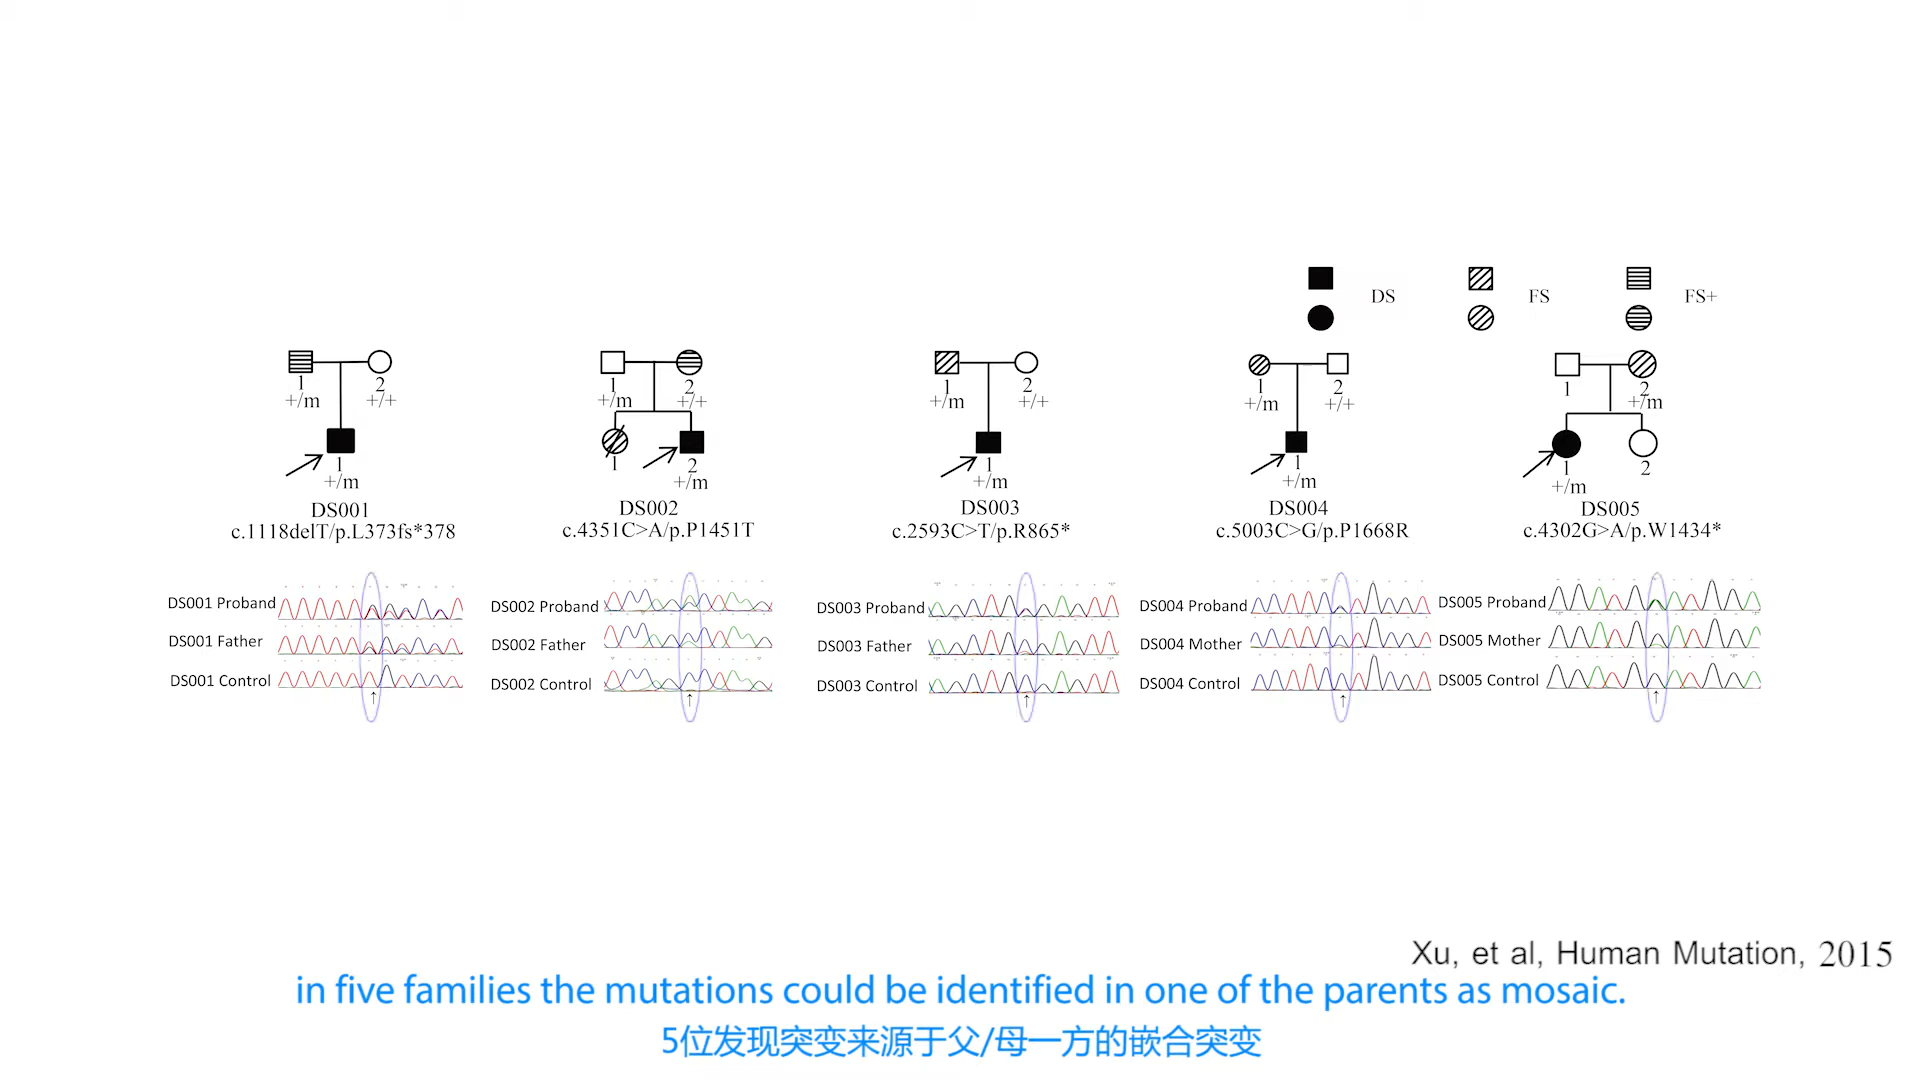 DS
FS
FS+
1
+/m
2
+/+
1
+/m
DS001
c.1118delT/p.L373fs*378
1
+/m
2
+/+
1
2
+/m
DS002
c.4351C>A/p.P1451T
1
+/m
2
+/+
1
+/m
DS003
c.2593C>T/p.R865*
1
+/m
2
+/+
1
+/m
DS004
c.5003C>G/p.P1668R
1
2
+/m
1
+/m
2
DS005
c.4302G>A/p.W1434*
DS001 Proband
DS001 Father
DS001 Control
DS002 Proband
DS002 Father
DS002 Control
DS003 Proband
DS003 Father
DS003 Control
DS004 Proband
DS004 Mother
DS004 Control
DS005 Proband
DS005 Mother
DS005 Control
Xu, et al, Human Mutation, 2015
in five families the mutations could be identified in one of the parents as mosaic.
5位发现突变来源于父/母一方的嵌合突变